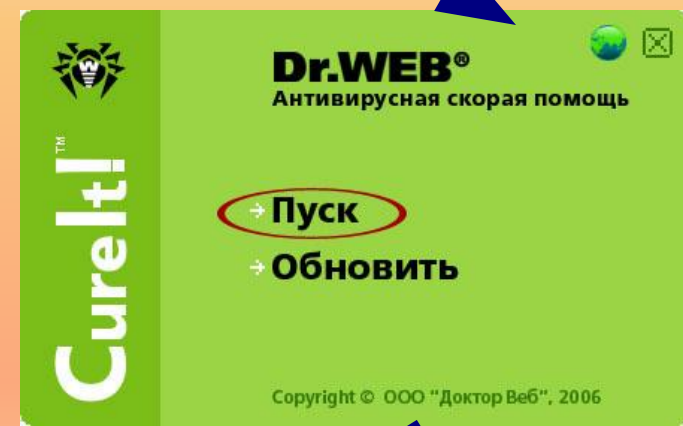 Dr.WEB®
Антивирусная скорая помощь
CureIt!™
Пуск
Обновить
Copyright © ООО "Доктор Веб", 2006